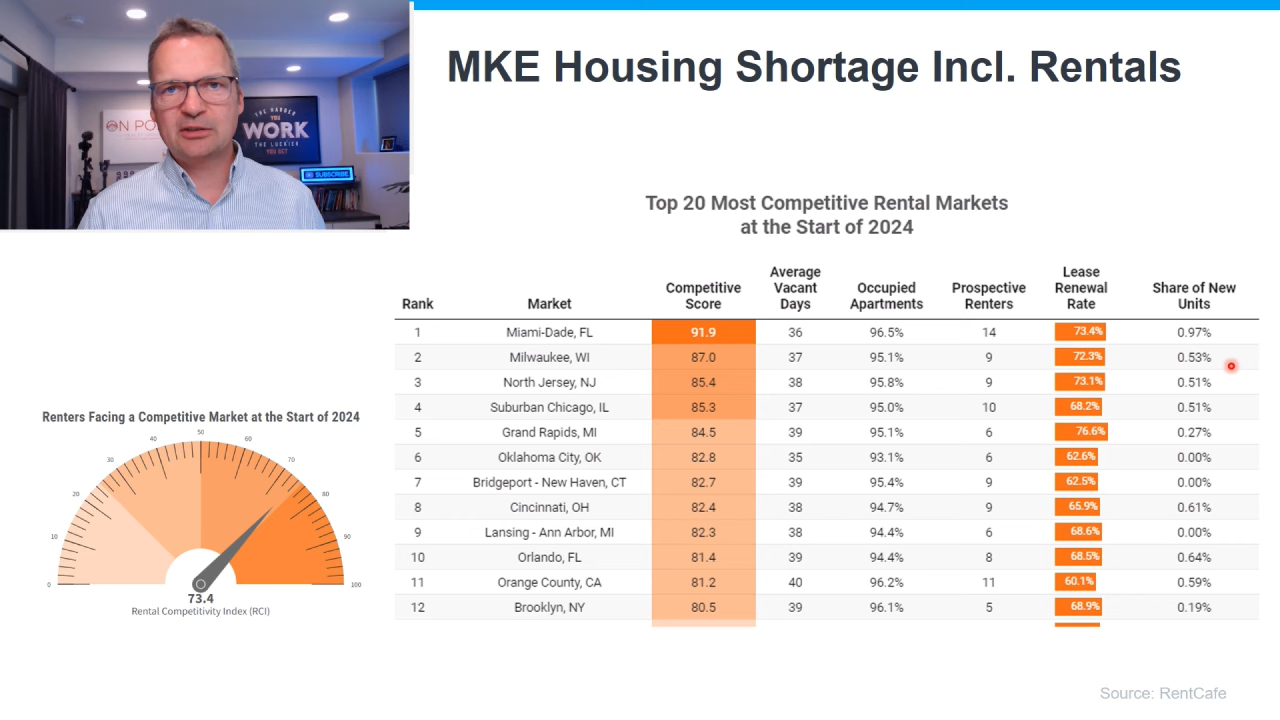 MKE Housing Shortage Incl. Rentals
ON PO
THE HARDER
YOU
WORK
THE LUCKIER
YOU GET
SUBSCRIBE
Top 20 Most Competitive Rental Markets
at the Start of 2024
Rank Market Competitive Score Average Vacant Days Occupied Apartments Prospective Renters Lease Renewal Rate Share of New Units
1 Miami-Dade, FL 91.9 36 96.5% 14 73.4% 0.97%
2 Milwaukee, WI 87.0 37 95.1% 9 72.3% 0.53%
3 North Jersey, NJ 85.4 38 95.8% 9 73.1% 0.51%
4 Suburban Chicago, IL 85.3 37 95.0% 10 68.2% 0.51%
5 Grand Rapids, MI 84.5 39 95.1% 6 76.6% 0.27%
6 Oklahoma City, OK 82.8 35 93.1% 6 62.6% 0.00%
7 Bridgeport - New Haven, CT 82.7 39 95.4% 9 62.5% 0.00%
8 Cincinnati, OH 82.4 38 94.7% 9 65.9% 0.61%
9 Lansing - Ann Arbor, MI 82.3 38 94.4% 6 68.6% 0.00%
10 Orlando, FL 81.4 39 94.4% 8 68.5% 0.64%
11 Orange County, CA 81.2 40 96.2% 11 60.1% 0.59%
12 Brooklyn, NY 80.5 39 96.1% 5 68.9% 0.19%
Renters Facing a Competitive Market at the Start of 2024
0 10 20 30 40 50 60 70 80 90 100
73.4
Rental Competitivity Index (RCI)
Source: RentCafe